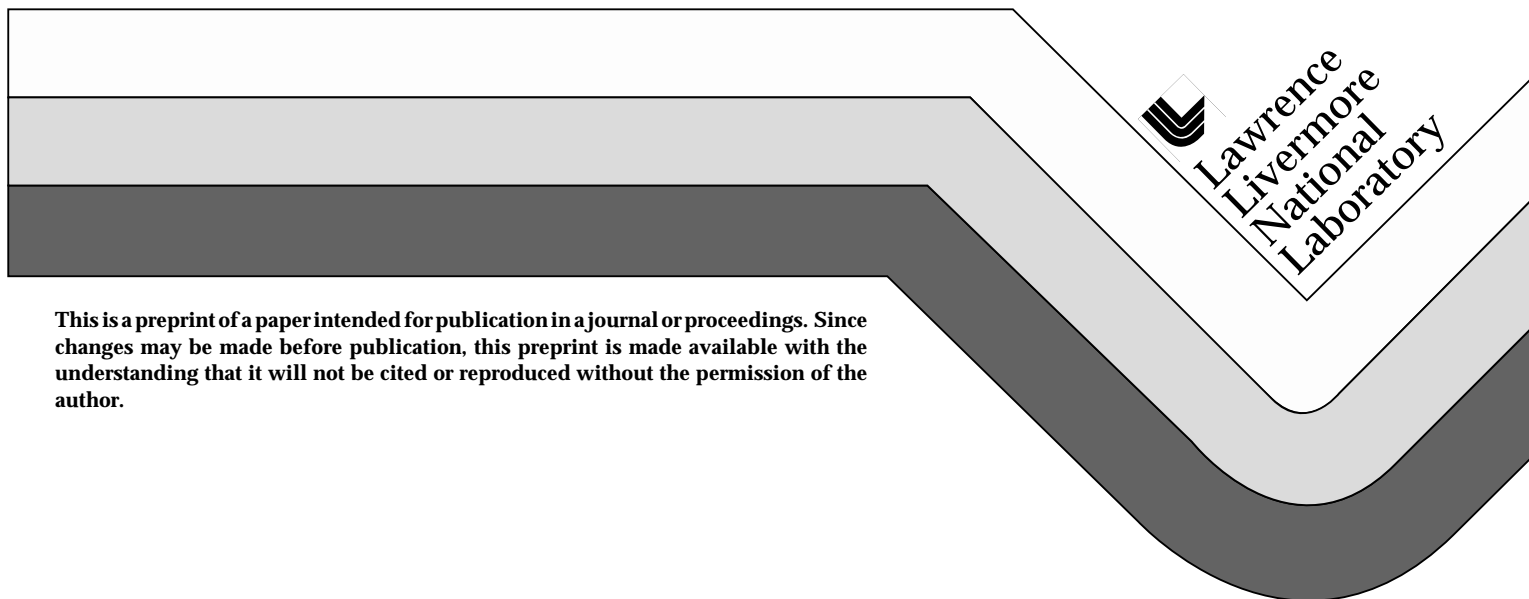 Lawrence
Livermore
National
Laboratory
This is a preprint of a paper intended for publication in a journal or proceedings. Since
changes may be made before publication, this preprint is made available with the
understanding that it will not be cited or reproduced without the permission of the
author.